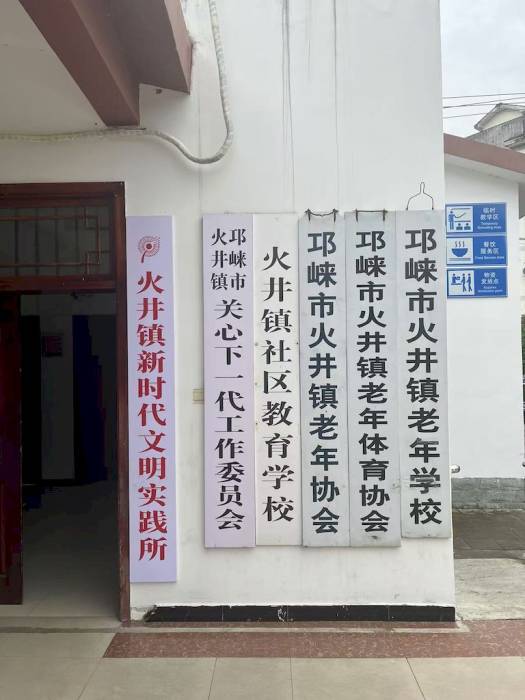 火井镇新时代文明实践所
邛崃市
火井镇
关心下一代工作委员会
火井镇社区教育学校
邛崃市火井镇老年协会
邛崃市火井镇老年体育协会
邛崃市火井镇老年学校
临时
教学区
餐饮
服务区
物资
发放点